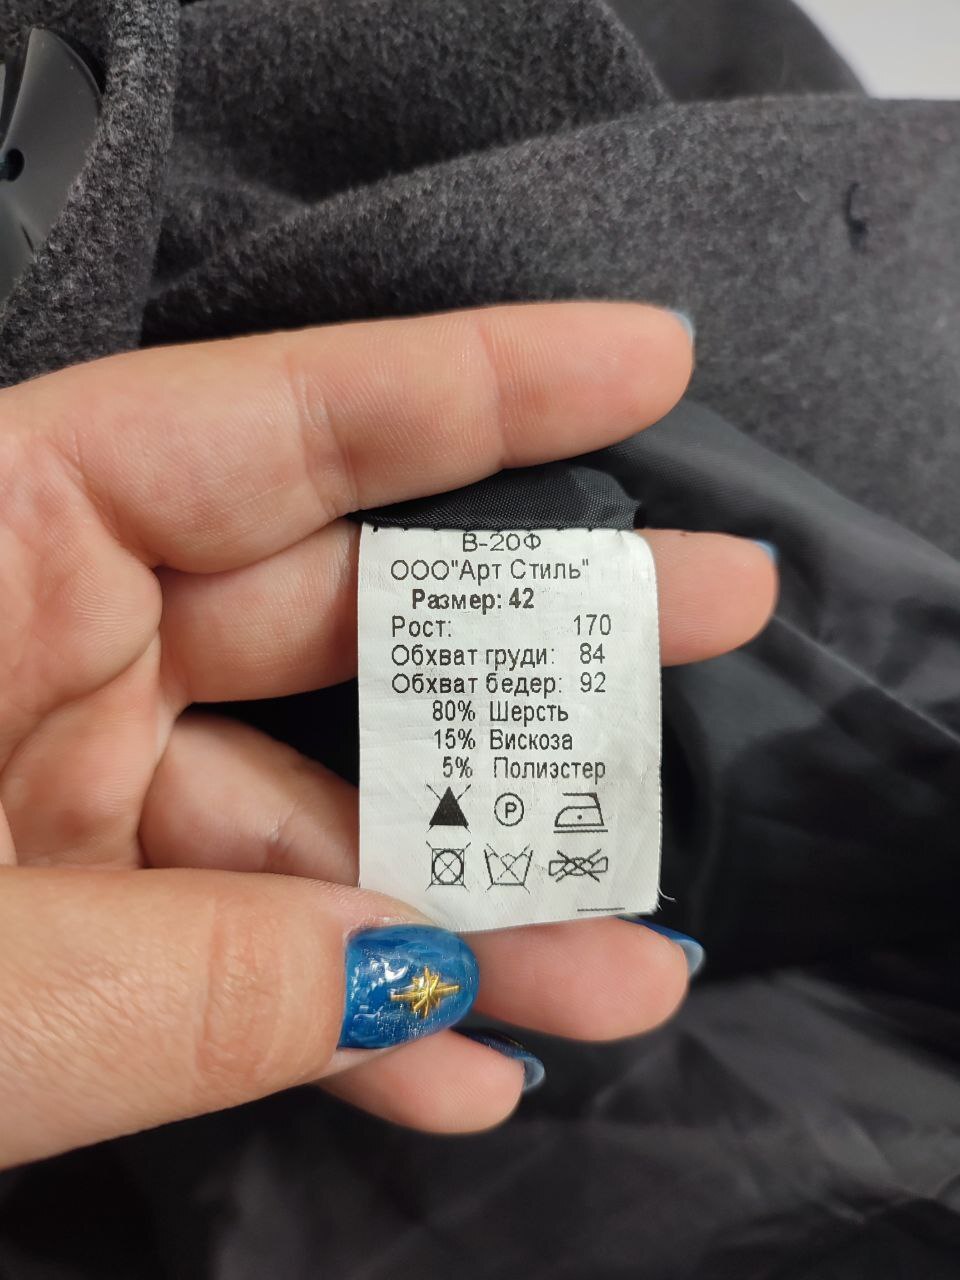 В-20Ф
ООО"Арт Стиль"
Размер: 42
Рост: 170
Обхват груди: 84
Обхват бедер: 92
80% Шерсть
15% Вискоза
5% Полиэстер
P